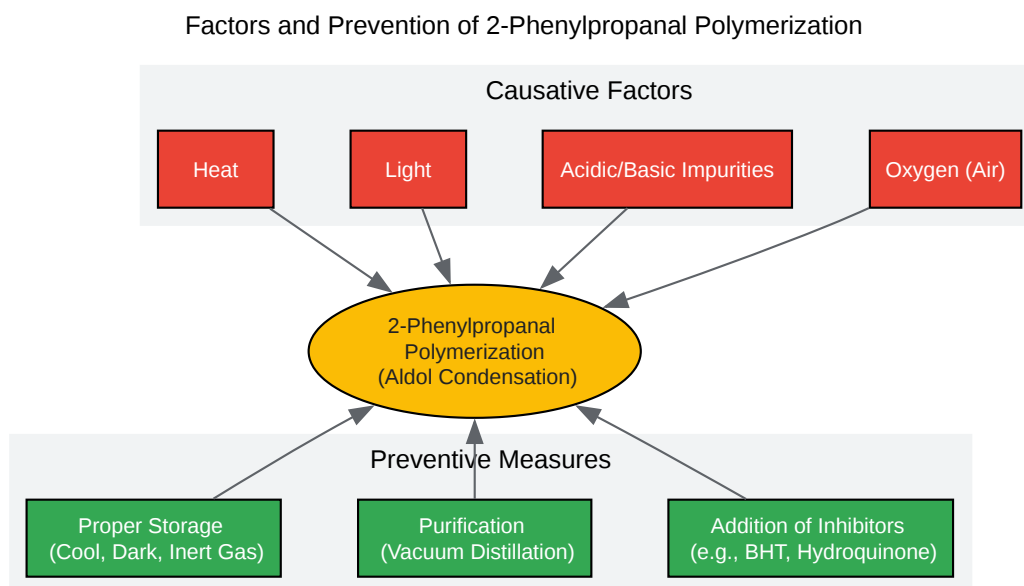 Factors and Prevention of 2-Phenylpropanal Polymerization
Causative Factors
Heat
Light
Acidic/Basic Impurities
Oxygen (Air)
2-Phenylpropanal
Polymerization
(Aldol Condensation)
Preventive Measures
Proper Storage
(Cool, Dark, Inert Gas)
Purification
(Vacuum Distillation)
Addition of Inhibitors
(e.g., BHT, Hydroquinone)